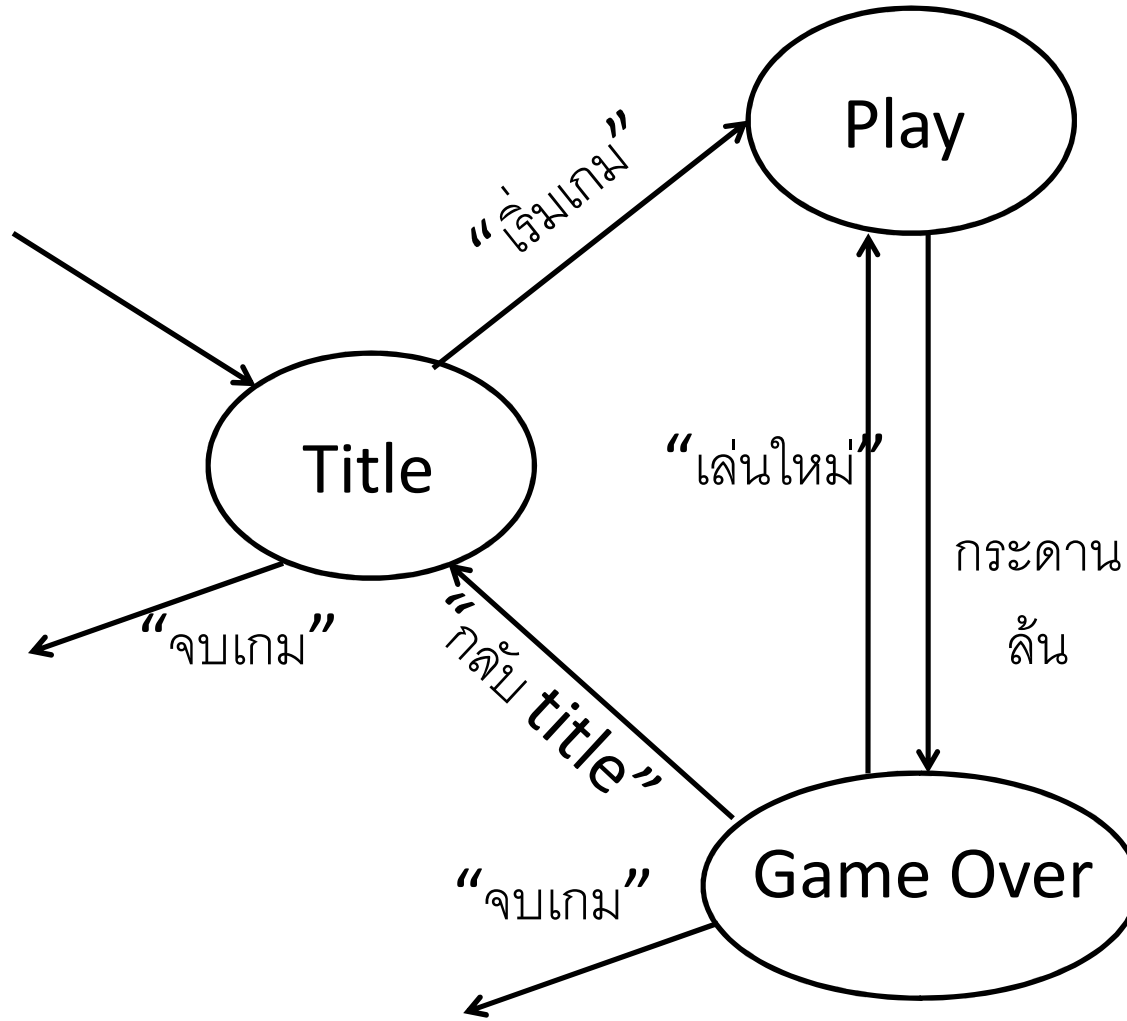 Play
“เริ่มเกม”
Title
“เล่นใหม่”
กระดาน
ล้น
“จบเกม”
“กลับ title”
Game Over
“จบเกม”